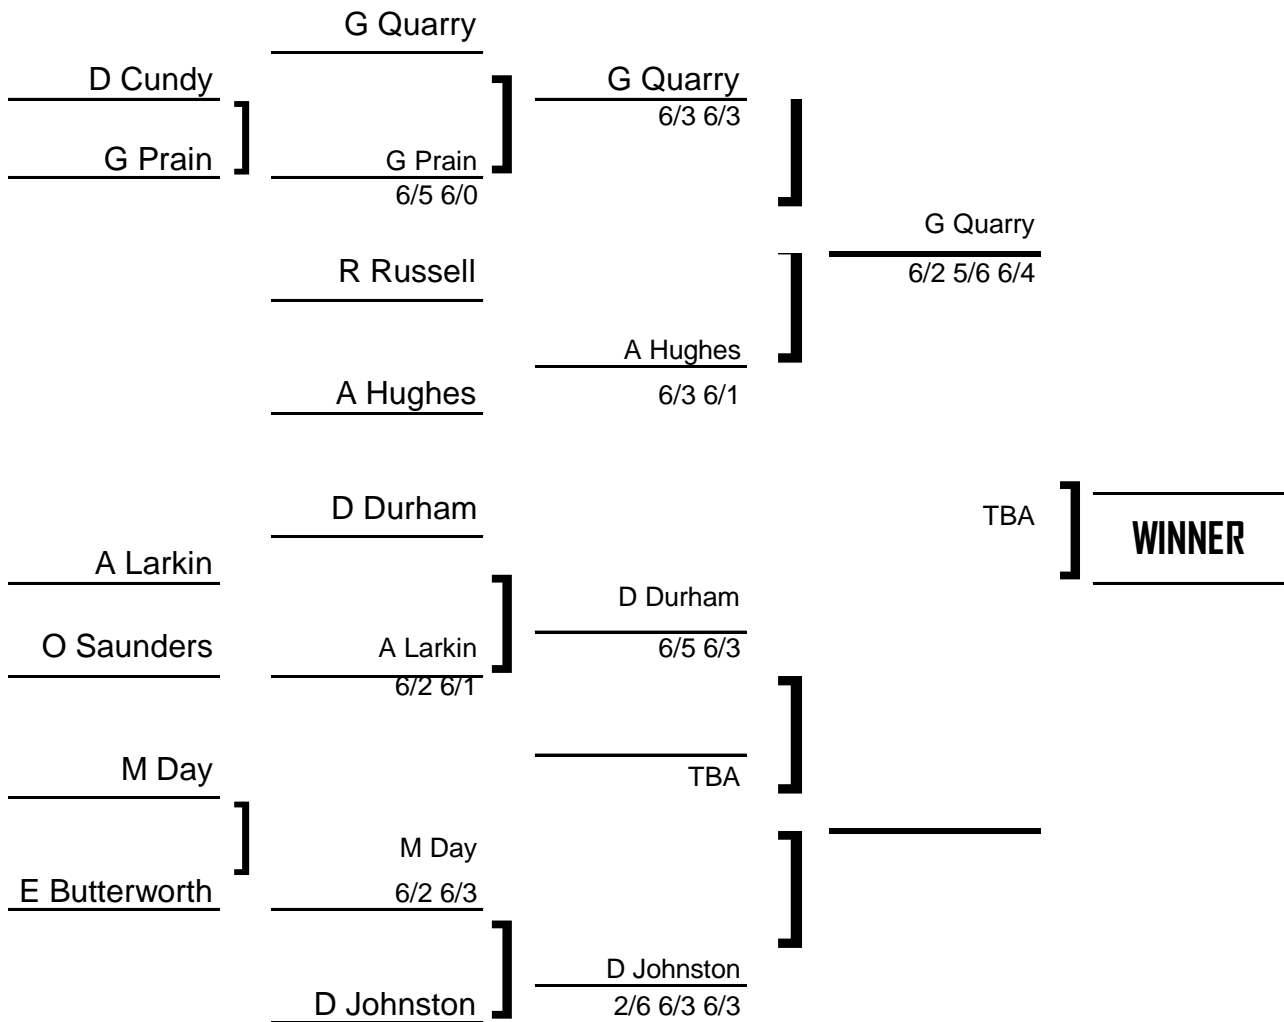 G Quarry
D Cundy
G Quarry
6/3 6/3
G Prain
G Prain
6/5 6/0
G Quarry
6/2 5/6 6/4
R Russell
A Hughes
A Hughes
6/3 6/1
D Durham
TBA
WINNER
A Larkin
D Durham
O Saunders
A Larkin
6/5 6/3
6/2 6/1
M Day
TBA
M Day
E Butterworth
6/2 6/3
D Johnston
D Johnston
2/6 6/3 6/3